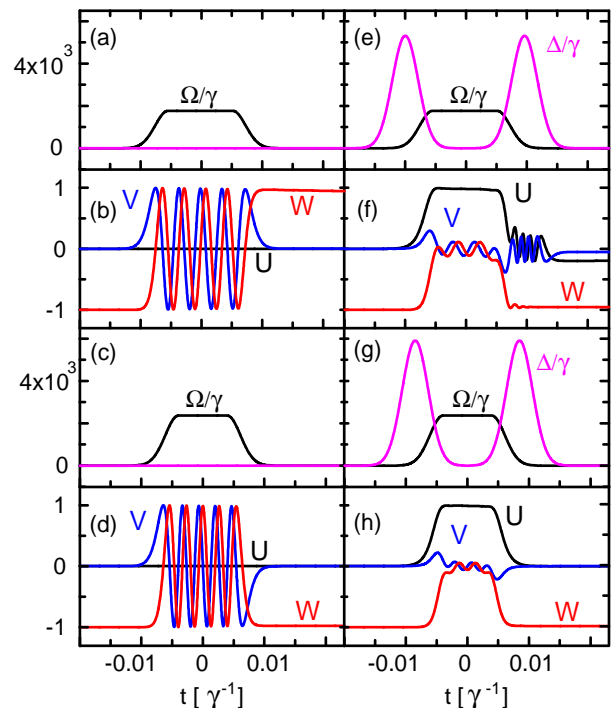 (a)
4x10³
Ω/γ
0
(e)
Δ/γ
Ω/γ
(b)
1
V
W
0
U
-1
(f)
U
V
W
(c)
4x10³
Ω/γ
0
(g)
Δ/γ
Ω/γ
(d)
1
V
U
0
W
-1
(h)
U
V
W
-0.01 0 0.01
-0.01 0 0.01
t [ γ⁻¹]
t [ γ⁻¹]